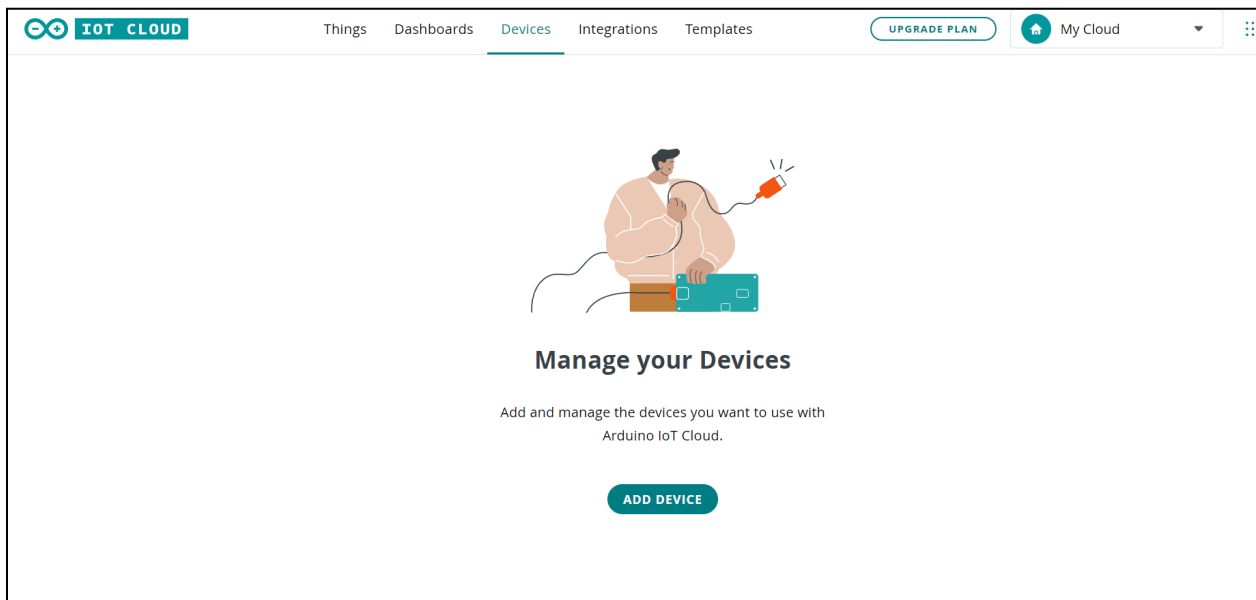 IOT CLOUD Things Dashboards Devices Integrations Templates UPGRADE PLAN My Cloud
Manage your Devices
Add and manage the devices you want to use with
Arduino IoT Cloud.
ADD DEVICE